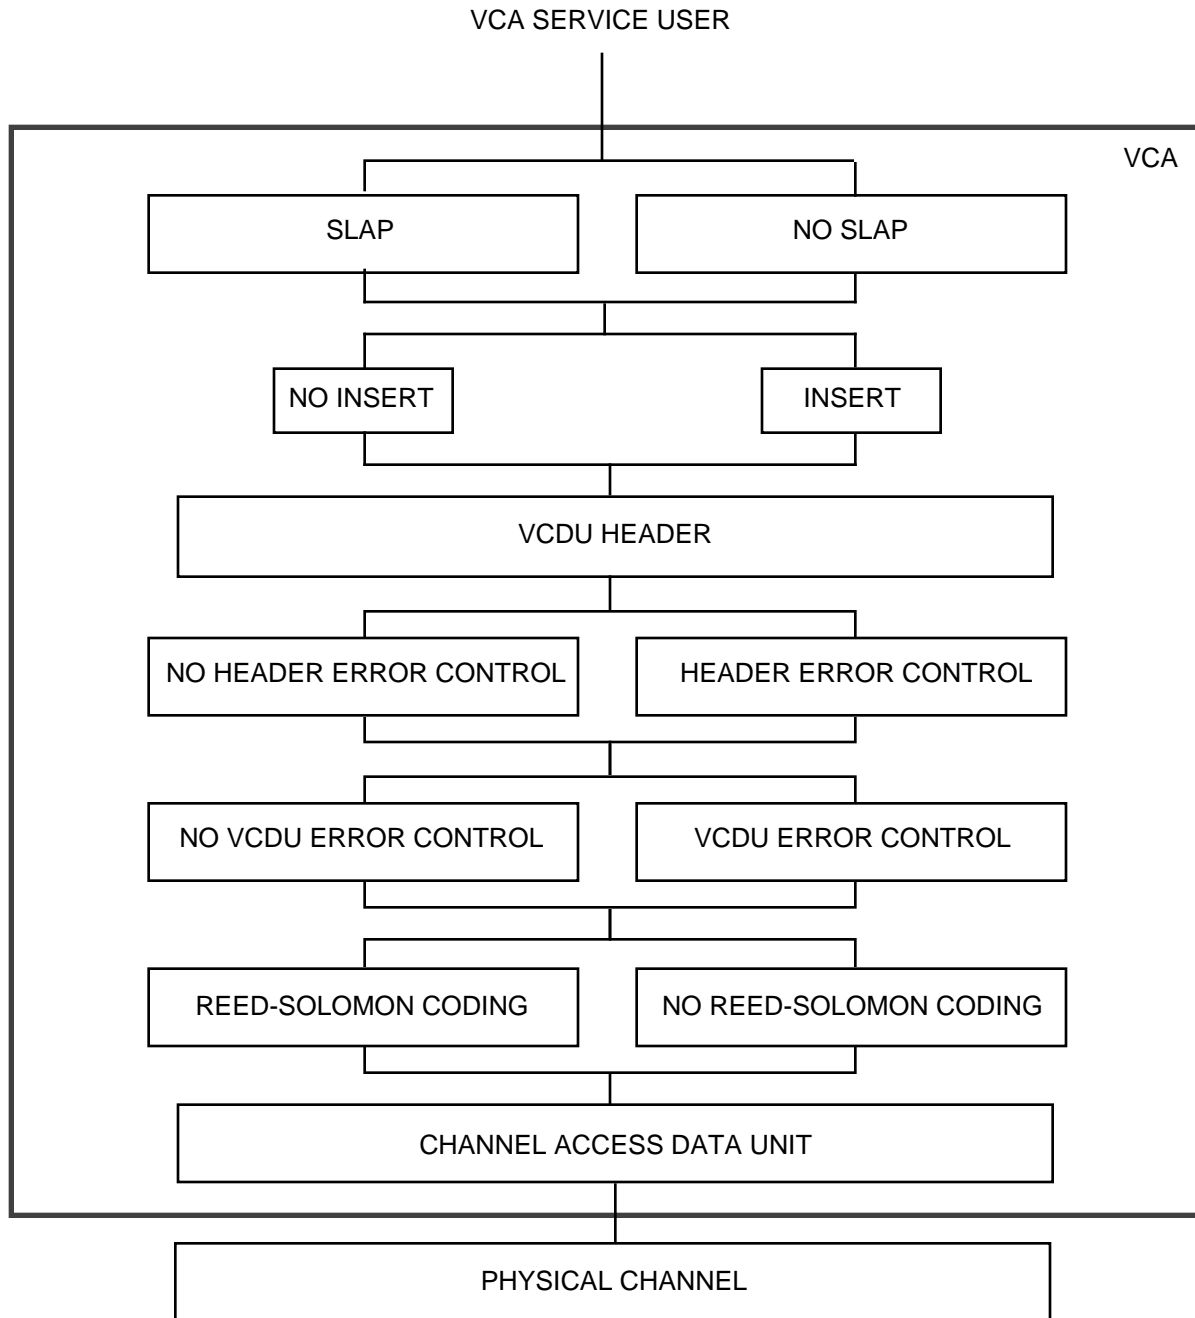 VCA SERVICE USER
VCA
SLAP
NO SLAP
NO INSERT
INSERT
VCDU HEADER
NO HEADER ERROR CONTROL
HEADER ERROR CONTROL
NO VCDU ERROR CONTROL
VCDU ERROR CONTROL
REED-SOLOMON CODING
NO REED-SOLOMON CODING
CHANNEL ACCESS DATA UNIT
PHYSICAL CHANNEL